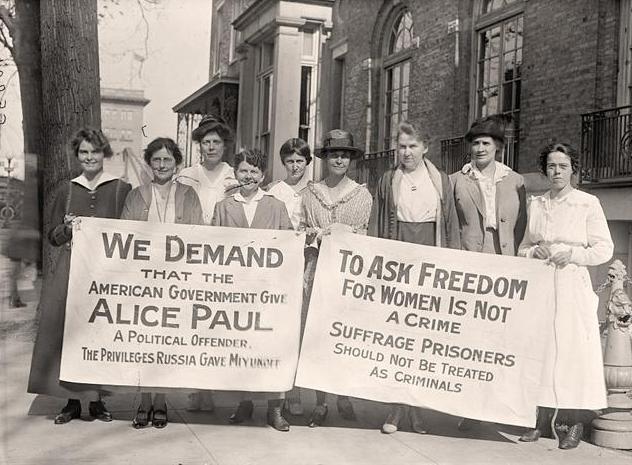 WE DEMAND
THAT THE
AMERICAN GOVERNMENT GIVE
ALICE PAUL
A POLITICAL OFFENDER,
THE PRIVILEGES RUSSIA GAVE MIYUNOFF
TO ASK FREEDOM
FOR WOMEN IS NOT
A CRIME
SUFFRAGE PRISONERS
SHOULD NOT BE TREATED
AS CRIMINALS